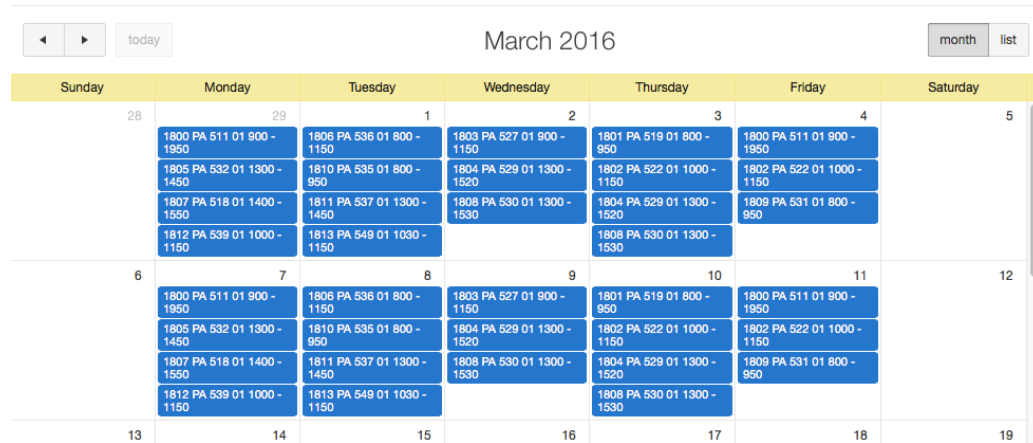 today
March 2016
month list
Sunday Monday Tuesday Wednesday Thursday Friday Saturday
28 29 1 2 3 4 5
1800 PA 511 01 900 -
1950
1805 PA 532 01 1300 -
1450
1807 PA 518 01 1400 -
1550
1812 PA 539 01 1000 -
1150
1806 PA 536 01 800 -
1150
1810 PA 535 01 800 -
950
1811 PA 537 01 1300 -
1450
1813 PA 549 01 1030 -
1150
1803 PA 527 01 900 -
1150
1804 PA 529 01 1300 -
1520
1808 PA 530 01 1300 -
1530
1801 PA 519 01 800 -
950
1802 PA 522 01 1000 -
1150
1804 PA 529 01 1300 -
1520
1808 PA 530 01 1300 -
1530
1800 PA 511 01 900 -
1950
1802 PA 522 01 1000 -
1150
1809 PA 531 01 800 -
950
6 7 8 9 10 11 12
1800 PA 511 01 900 -
1950
1805 PA 532 01 1300 -
1450
1807 PA 518 01 1400 -
1550
1812 PA 539 01 1000 -
1150
1806 PA 536 01 800 -
1150
1810 PA 535 01 800 -
950
1811 PA 537 01 1300 -
1450
1813 PA 549 01 1030 -
1150
1803 PA 527 01 900 -
1150
1804 PA 529 01 1300 -
1520
1808 PA 530 01 1300 -
1530
1801 PA 519 01 800 -
950
1802 PA 522 01 1000 -
1150
1804 PA 529 01 1300 -
1520
1808 PA 530 01 1300 -
1530
1800 PA 511 01 900 -
1950
1802 PA 522 01 1000 -
1150
1809 PA 531 01 800 -
950
13 14 15 16 17 18 19